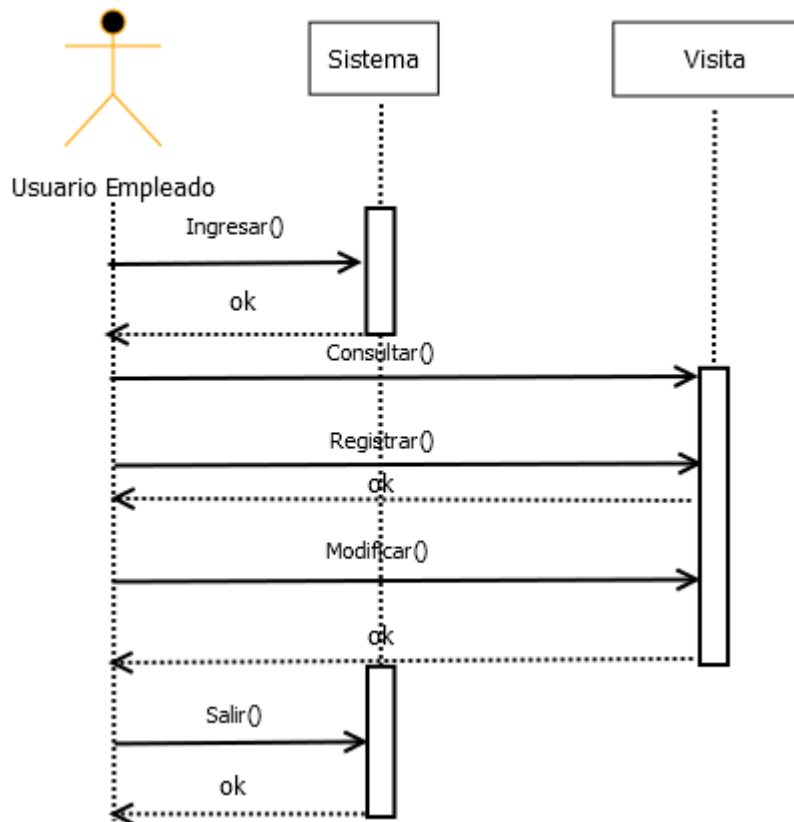 Sistema
Visita
Usuario Empleado
Ingresar()
ok
Consultar()
Registrar()
ok
Modificar()
ok
Salir()
ok